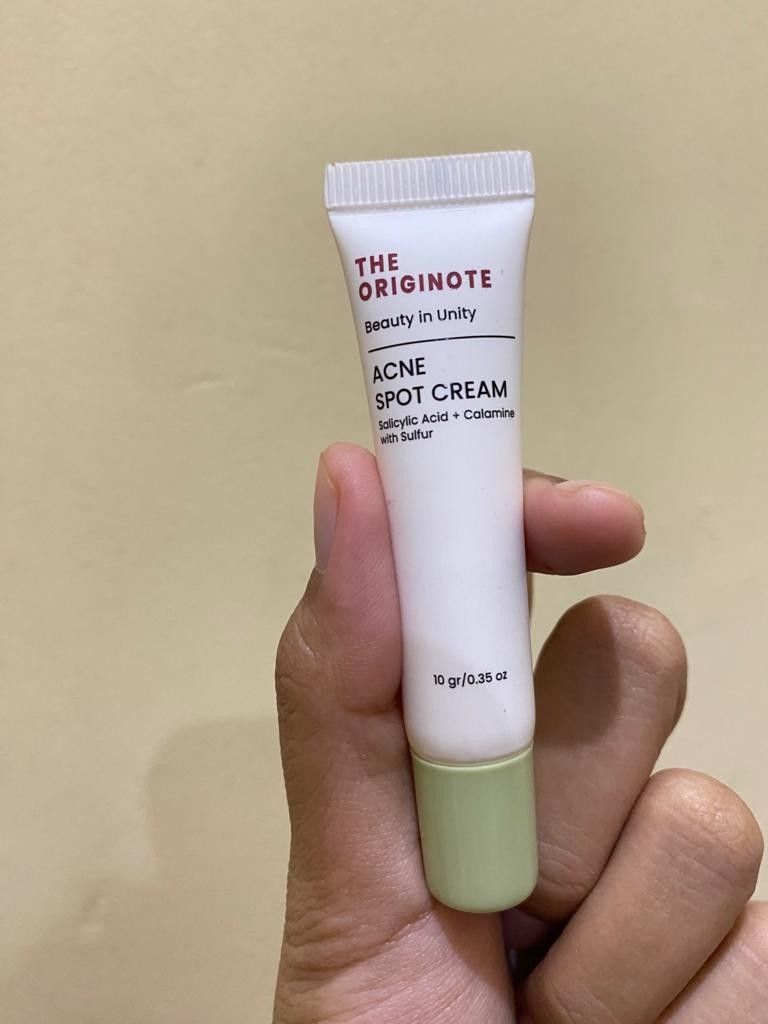 THE
ORIGINOTE
Beauty in Unity
ACNE
SPOT CREAM
Salicylic Acid + Calamine
with Sulfur
10 gr/0.35 oz